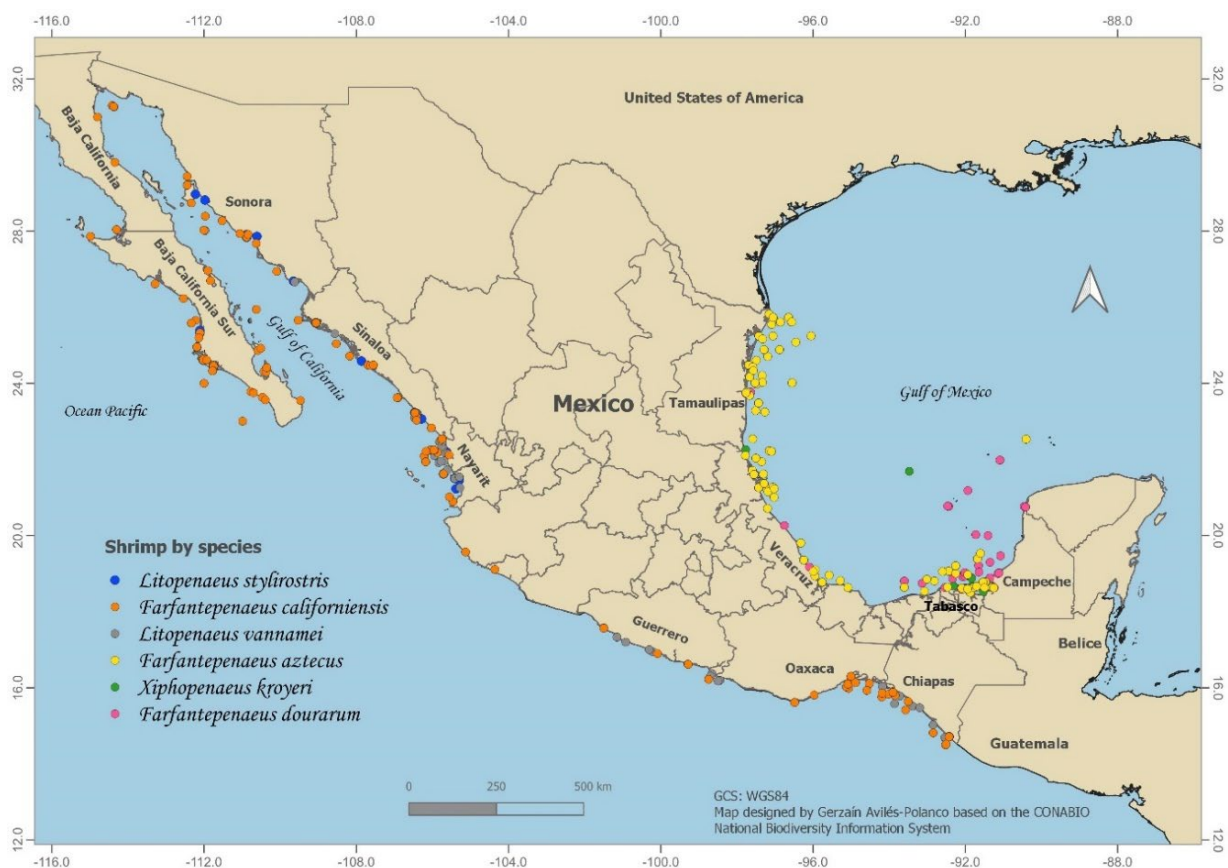 -116.0 -112.0 -108.0 -104.0 -100.0 -96.0 -92.0 -88.0
32.0 32.0
28.0 28.0
24.0 24.0
20.0 20.0
16.0 16.0
12.0 12.0
United States of America
Baja California
Sonora
Baja California Sur
Gulf of California
Sinaloa
Ocean Pacific
Mexico
Tamaulipas
Gulf of Mexico
Nayarit
Veracruz
Campeche
Tabasco
Guerrero
Oaxaca
Chiapas
Belice
Guatemala
Shrimp by species
Litopenaeus stylirostris
Farfantepenaeus californiensis
Litopenaeus vannamei
Farfantepenaeus aztecus
Xiphopenaeus kroyeri
Farfantepenaeus dourarum
0 250 500 km
GCS: WGS84
Map designed by Gerzaín Avilés-Polanco based on the CONABIO
National Biodiversity Information System
-116.0 -112.0 -108.0 -104.0 -100.0 -96.0 -92.0 -88.0